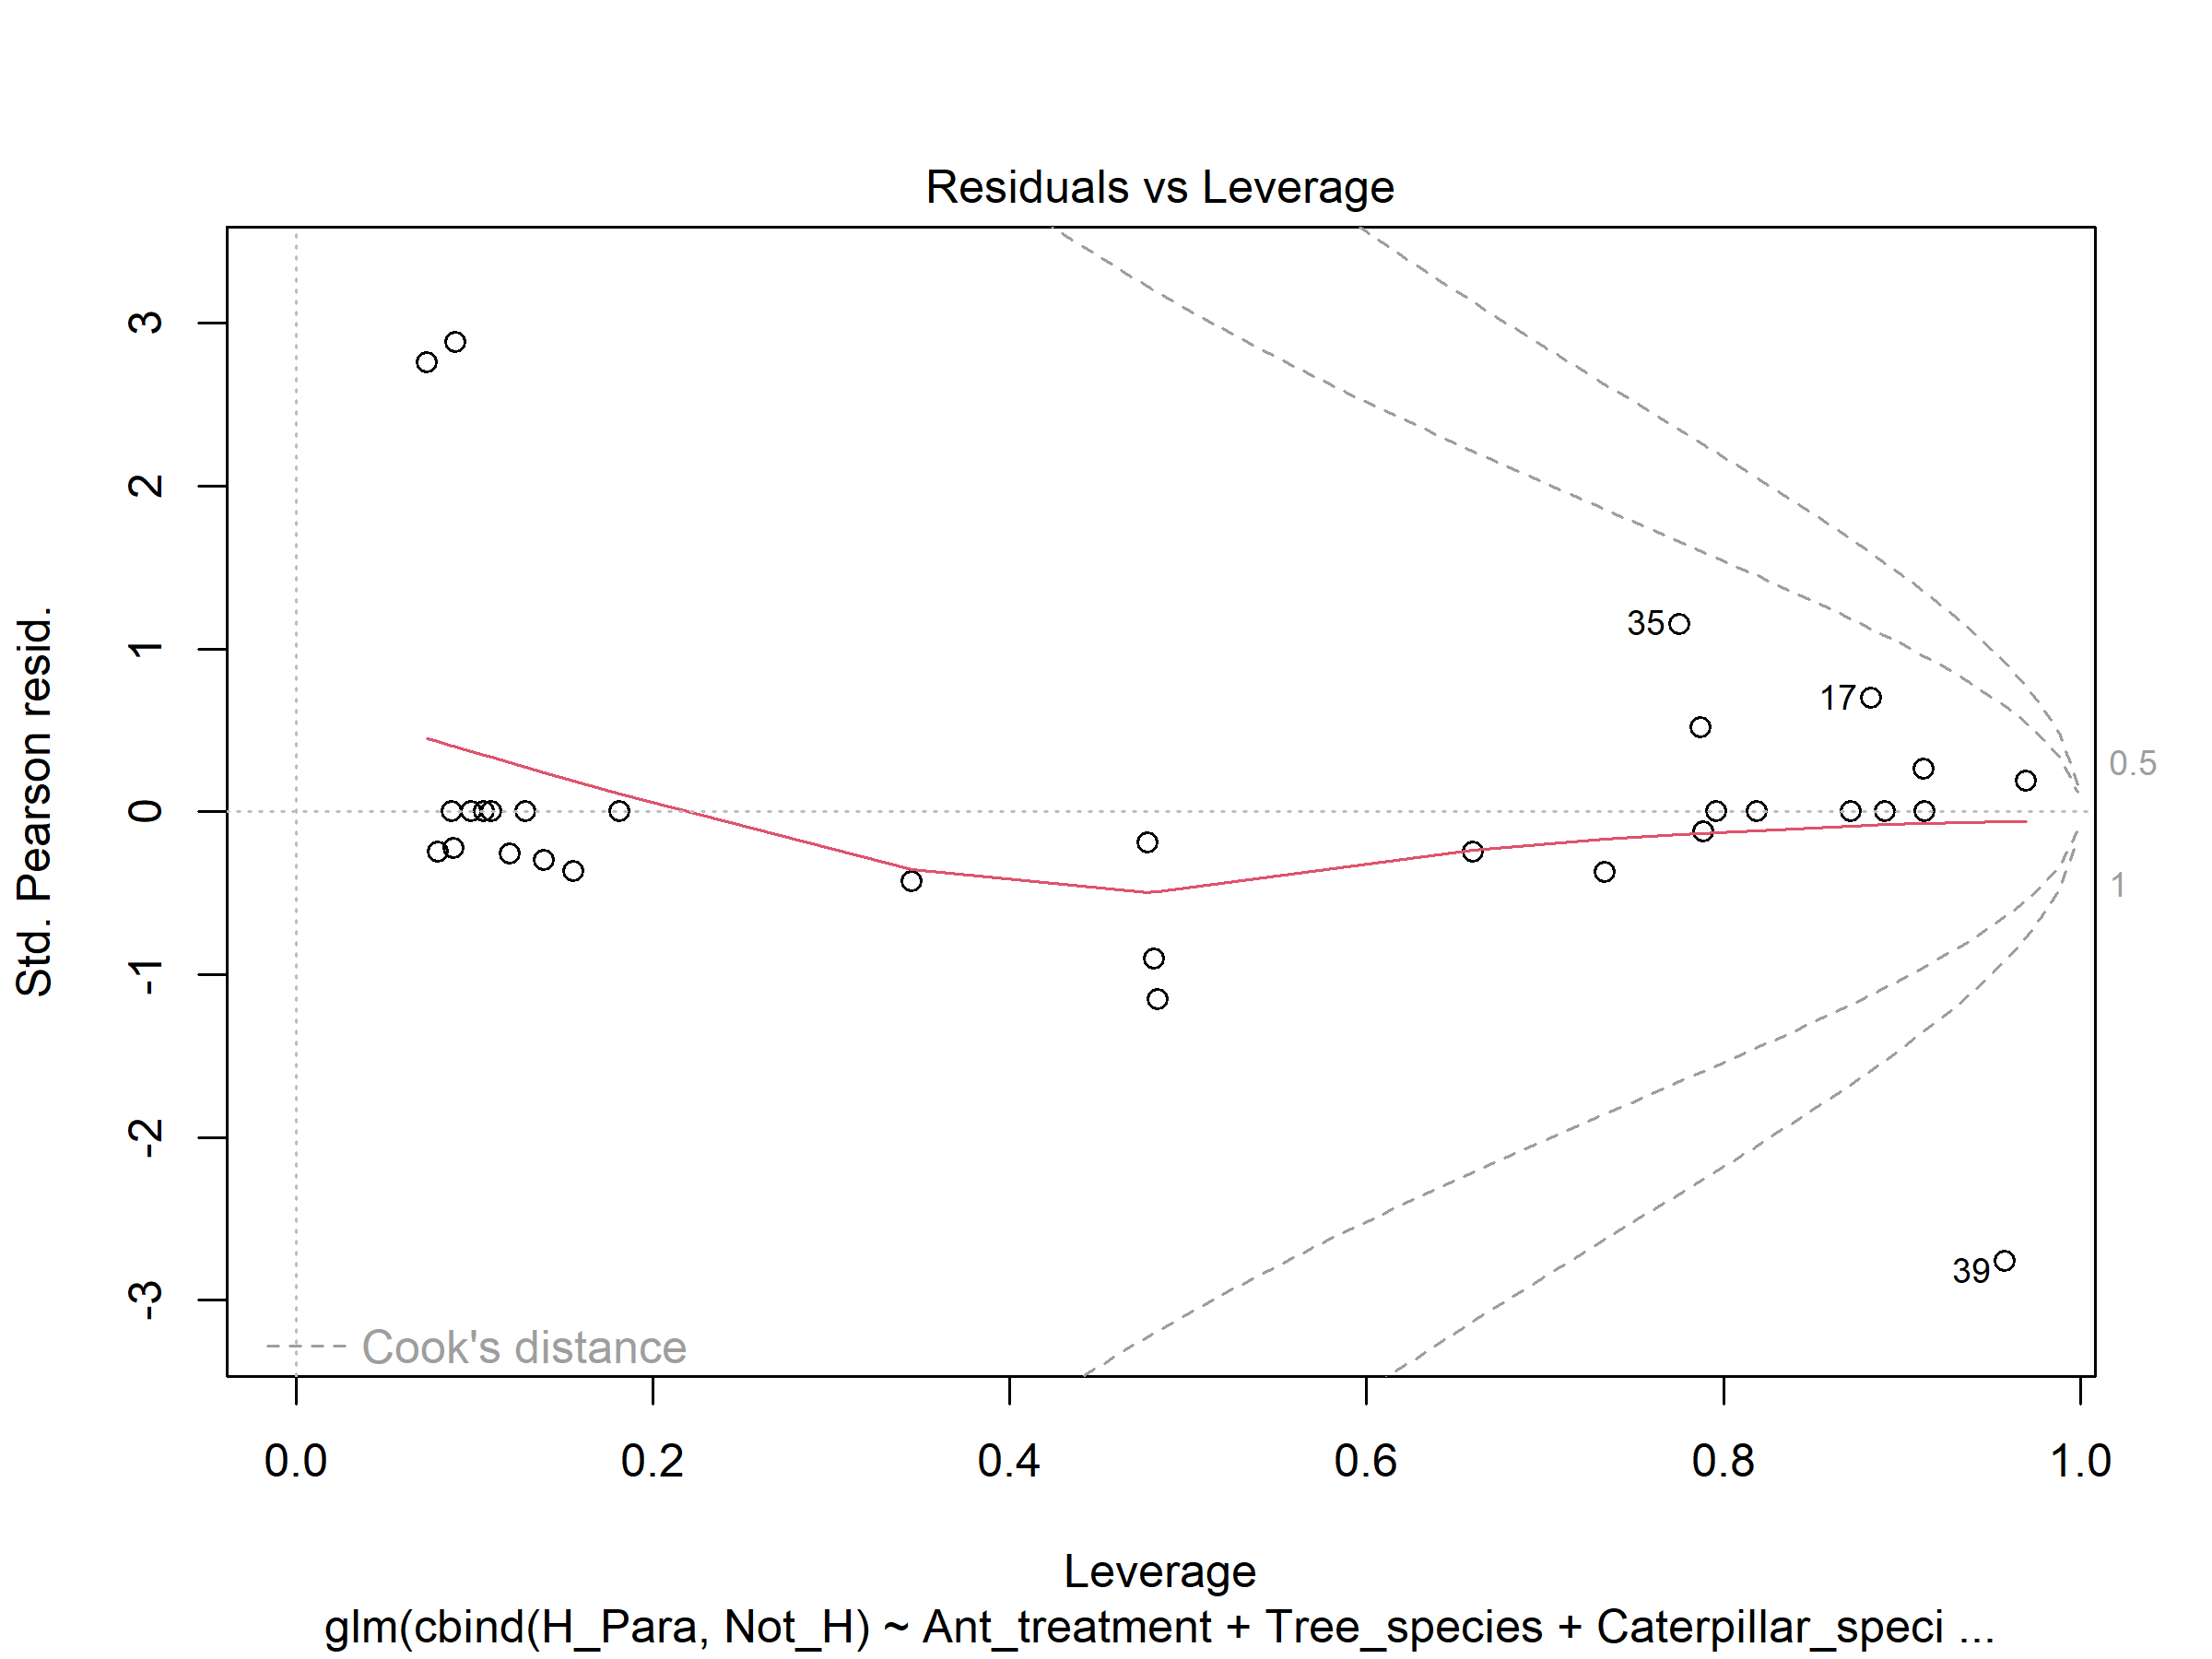 Residuals vs Leverage
Std. Pearson resid.
3
2
1
0
-1
-2
-3
35
17
39
0.5
1
Cook's distance
0.0 0.2 0.4 0.6 0.8 1.0
Leverage
glm(cbind(H_Para, Not_H) ~ Ant_treatment + Tree_species + Caterpillar_speci ...